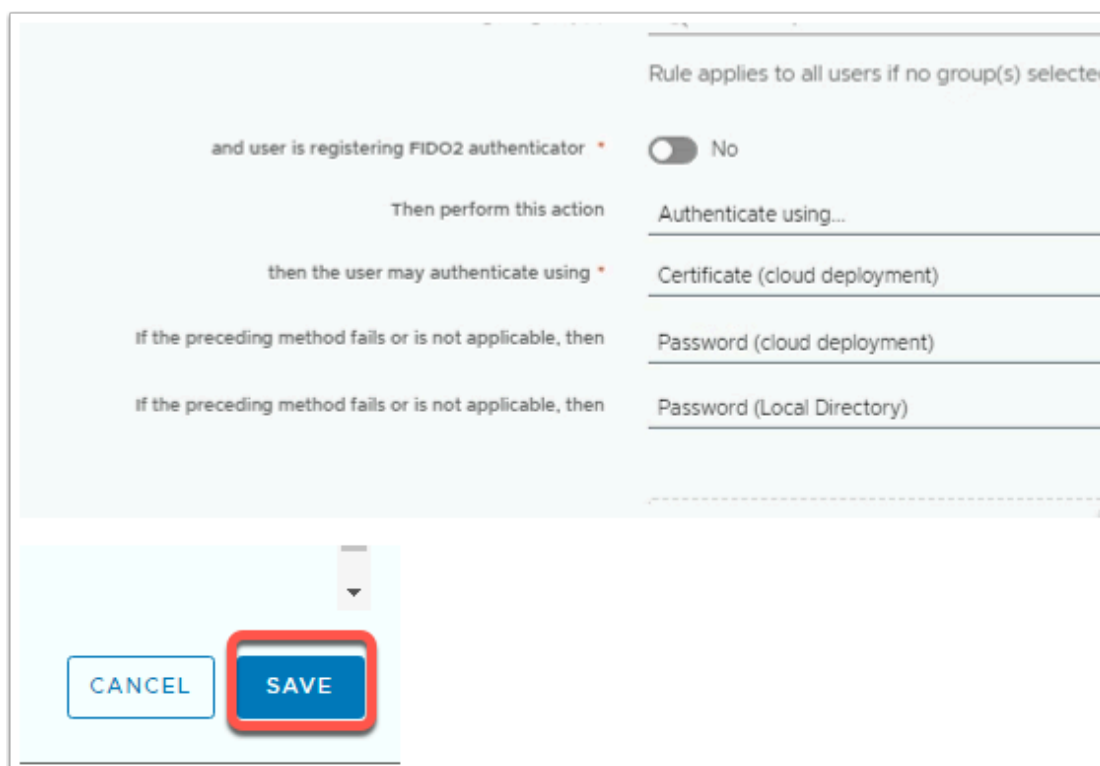 Rule applies to all users if no group(s) selected
and user is registering FIDO2 authenticator * No
Then perform this action Authenticate using...
then the user may authenticate using * Certificate (cloud deployment)
If the preceding method fails or is not applicable, then Password (cloud deployment)
If the preceding method fails or is not applicable, then Password (Local Directory)
CANCEL SAVE